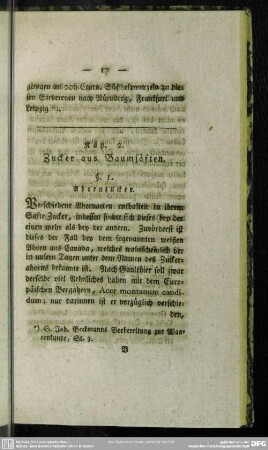 — 17 —
giengen an 200 Centn. Süßholzwurzeln zu die-
sen Siedereyen nach Nürnberg, Frankfurt und
Leipzig *).
Kap. 2.
Zucker aus Baumsäften.
§. 1.
Ahornzucker.
Verschiedene Ahornarten enthalten in ihrem
Safte Zucker, indessen findet sich dieses bey der
einen mehr als bey der andern. Zuvörderst ist
dieses der Fall bey dem sogenannten weißen
Ahorn aus Canada, welches wahrscheinlich der
in unsern Tagen unter dem Namen des Zucker-
ahorns bekannte ist. Nach Gaulthier soll zwar
derselbe viel Aehnliches haben mit dem Euro-
päischen Bergahorn, Acer montanum candi-
dum; nur darinnen ist er vorzüglich verschie-
den,
*) S. Joh. Beckmanns Vorbereitung zur Waa-
renkunde, St. 3.
B